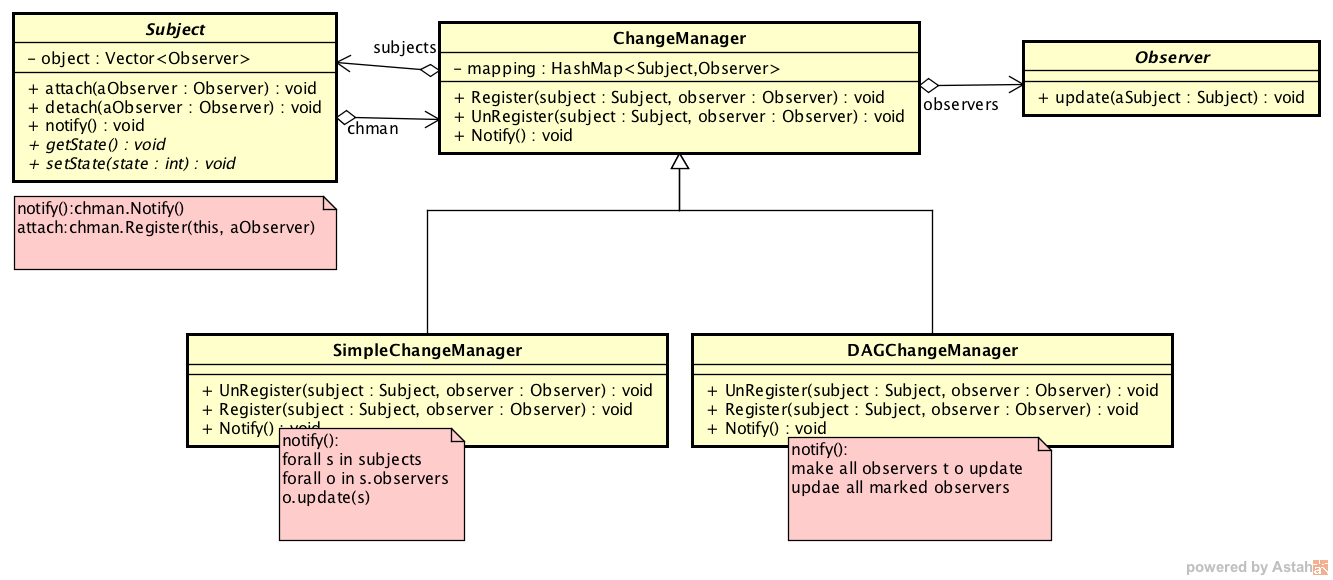 Subject
– object : Vector<Observer>
+ attach(aObserver : Observer) : void
+ detach(aObserver : Observer) : void
+ notify() : void
+ getState() : void
+ setState(state : int) : void
notify():chman.Notify()
attach:chman.Register(this, aObserver)
subjects
chman
ChangeManager
– mapping : HashMap<Subject,Observer>
+ Register(subject : Subject, observer : Observer) : void
+ UnRegister(subject : Subject, observer : Observer) : void
+ Notify() : void
observers
Observer
+ update(aSubject : Subject) : void
SimpleChangeManager
+ UnRegister(subject : Subject, observer : Observer) : void
+ Register(subject : Subject, observer : Observer) : void
+ Notify() : void
notify():
forall s in subjects
forall o in s.observers
o.update(s)
DAGChangeManager
+ UnRegister(subject : Subject, observer : Observer) : void
+ Register(subject : Subject, observer : Observer) : void
+ Notify() : void
notify():
make all observers t o update
updae all marked observers
powered by Astah